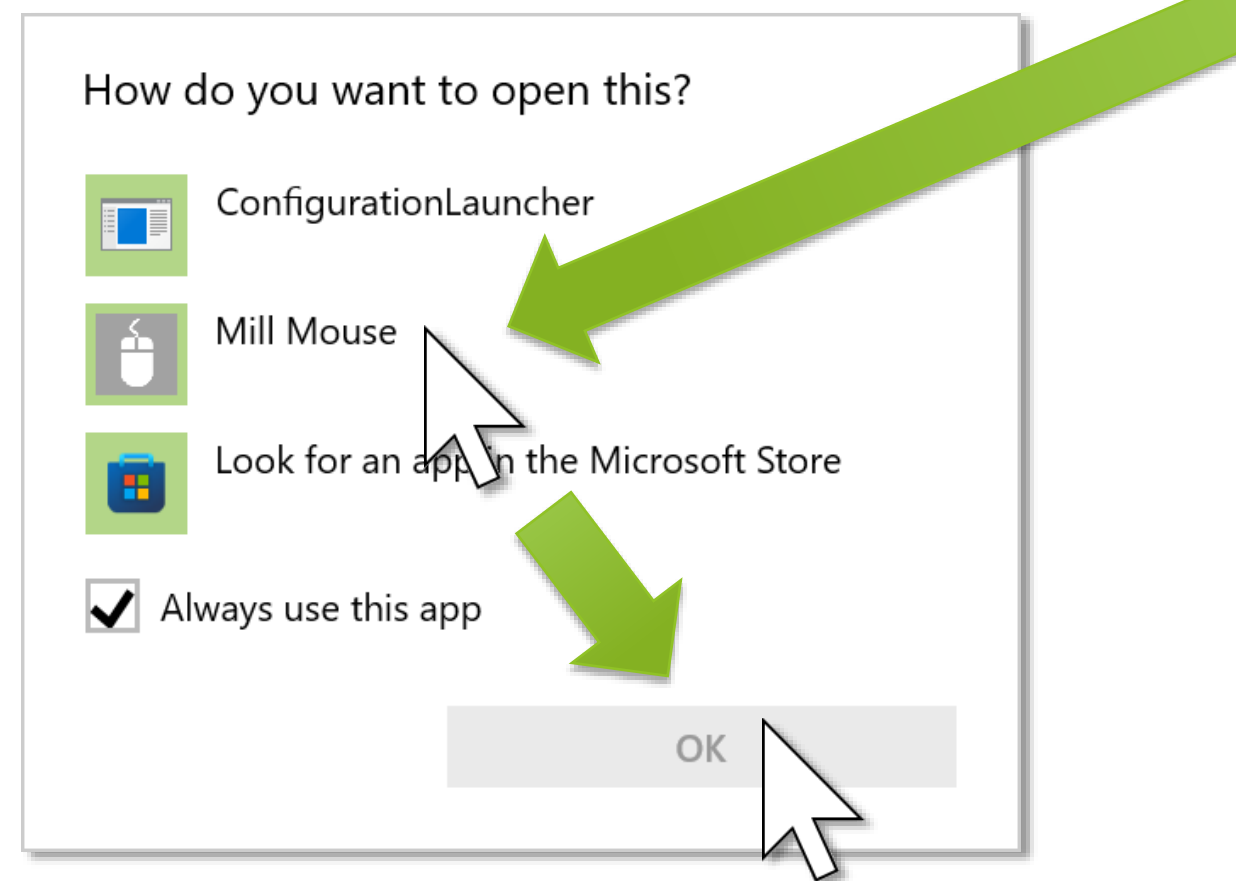 How do you want to open this?
ConfigurationLauncher
Mill Mouse
Look for an app in the Microsoft Store
Always use this app
OK